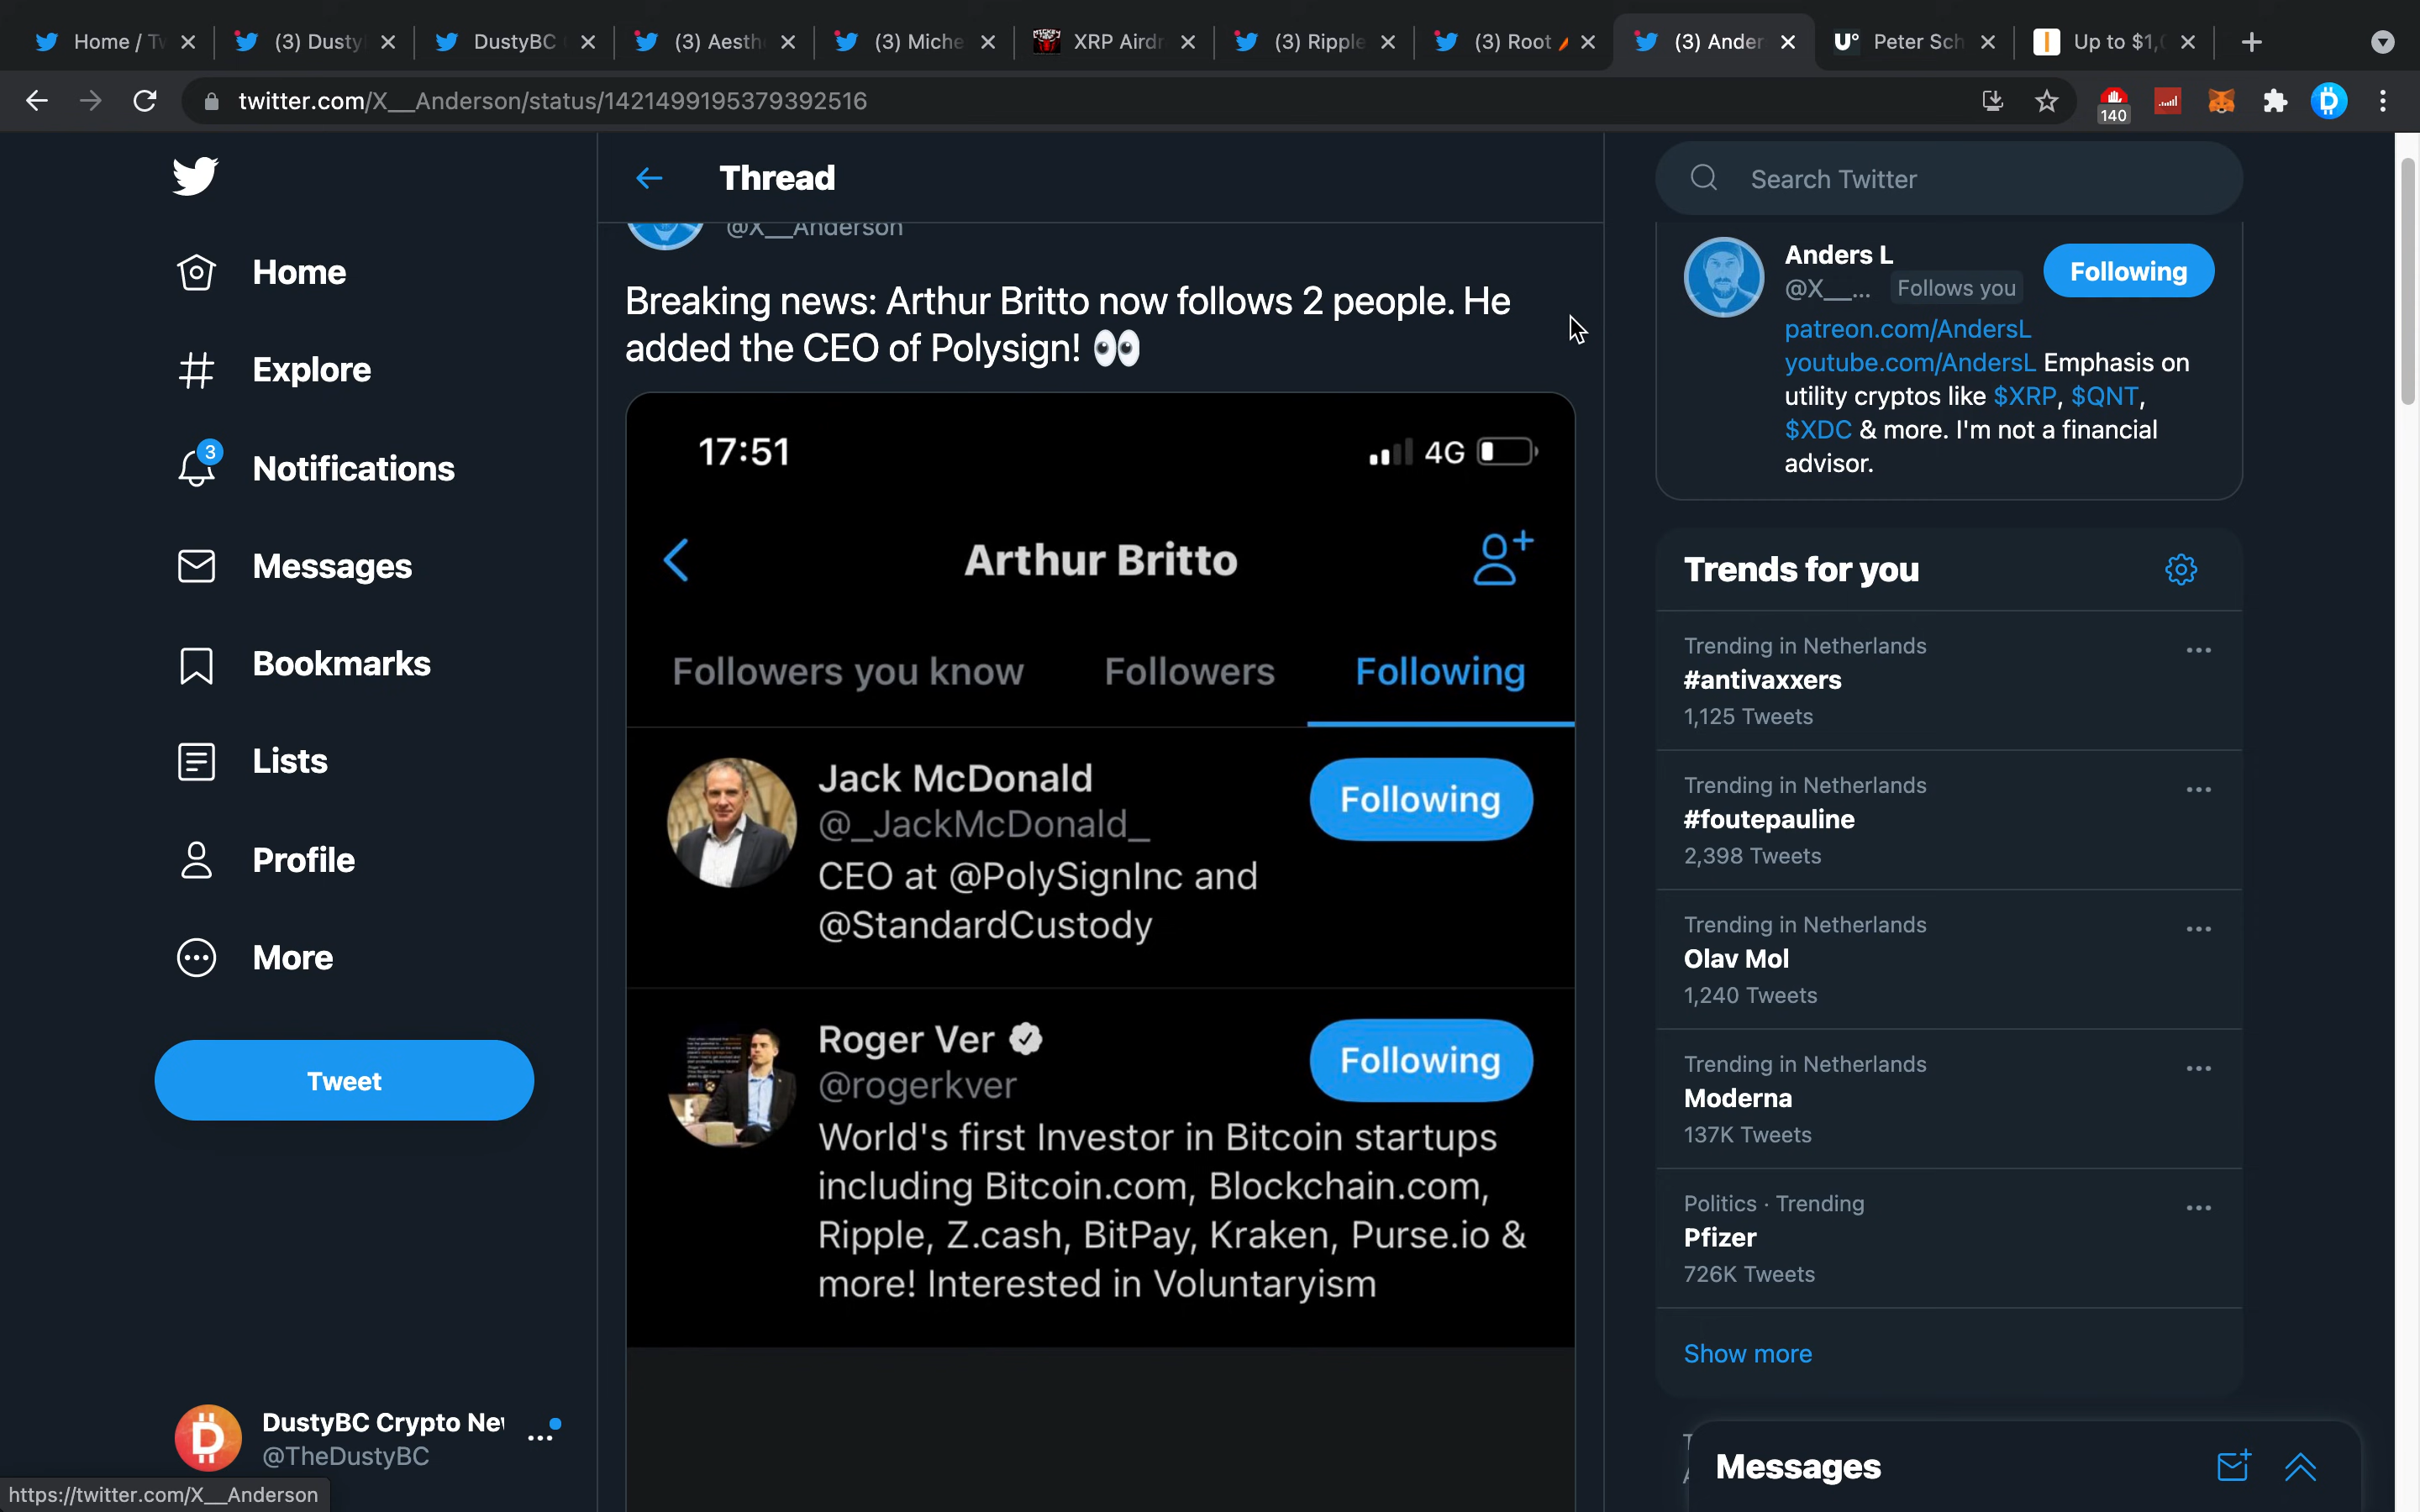 Home / Tw
(3) Dusty
DustyBC
(3) Aesth
(3) Miche
XRP Airdr
(3) Ripple
(3) Root
(3) Ander
U° Peter Sch
Up to $1,
twitter.com/X__Anderson/status/1421499195379392516
140
Home
Explore
3
Notifications
Messages
Bookmarks
Lists
Profile
More
Tweet
DustyBC Crypto Ne
@TheDustyBC
https://twitter.com/X__Anderson
Thread
@X__Anderson
Breaking news: Arthur Britto now follows 2 people. He
added the CEO of Polysign! 👀
17:51
4G
Arthur Britto
Followers you know Followers Following
Jack McDonald
@_JackMcDonald_
Following
CEO at @PolySignInc and
@StandardCustody
Roger Ver
@rogerkver
Following
World's first Investor in Bitcoin startups
including Bitcoin.com, Blockchain.com,
Ripple, Z.cash, BitPay, Kraken, Purse.io &
more! Interested in Voluntaryism
Search Twitter
Anders L
@X__... Follows you
Following
patreon.com/AndersL
youtube.com/AndersL Emphasis on
utility cryptos like $XRP, $QNT,
$XDC & more. I'm not a financial
advisor.
Trends for you
Trending in Netherlands
#antivaxxers
1,125 Tweets
Trending in Netherlands
#foutepauline
2,398 Tweets
Trending in Netherlands
Olav Mol
1,240 Tweets
Trending in Netherlands
Moderna
137K Tweets
Politics · Trending
Pfizer
726K Tweets
Show more
Messages